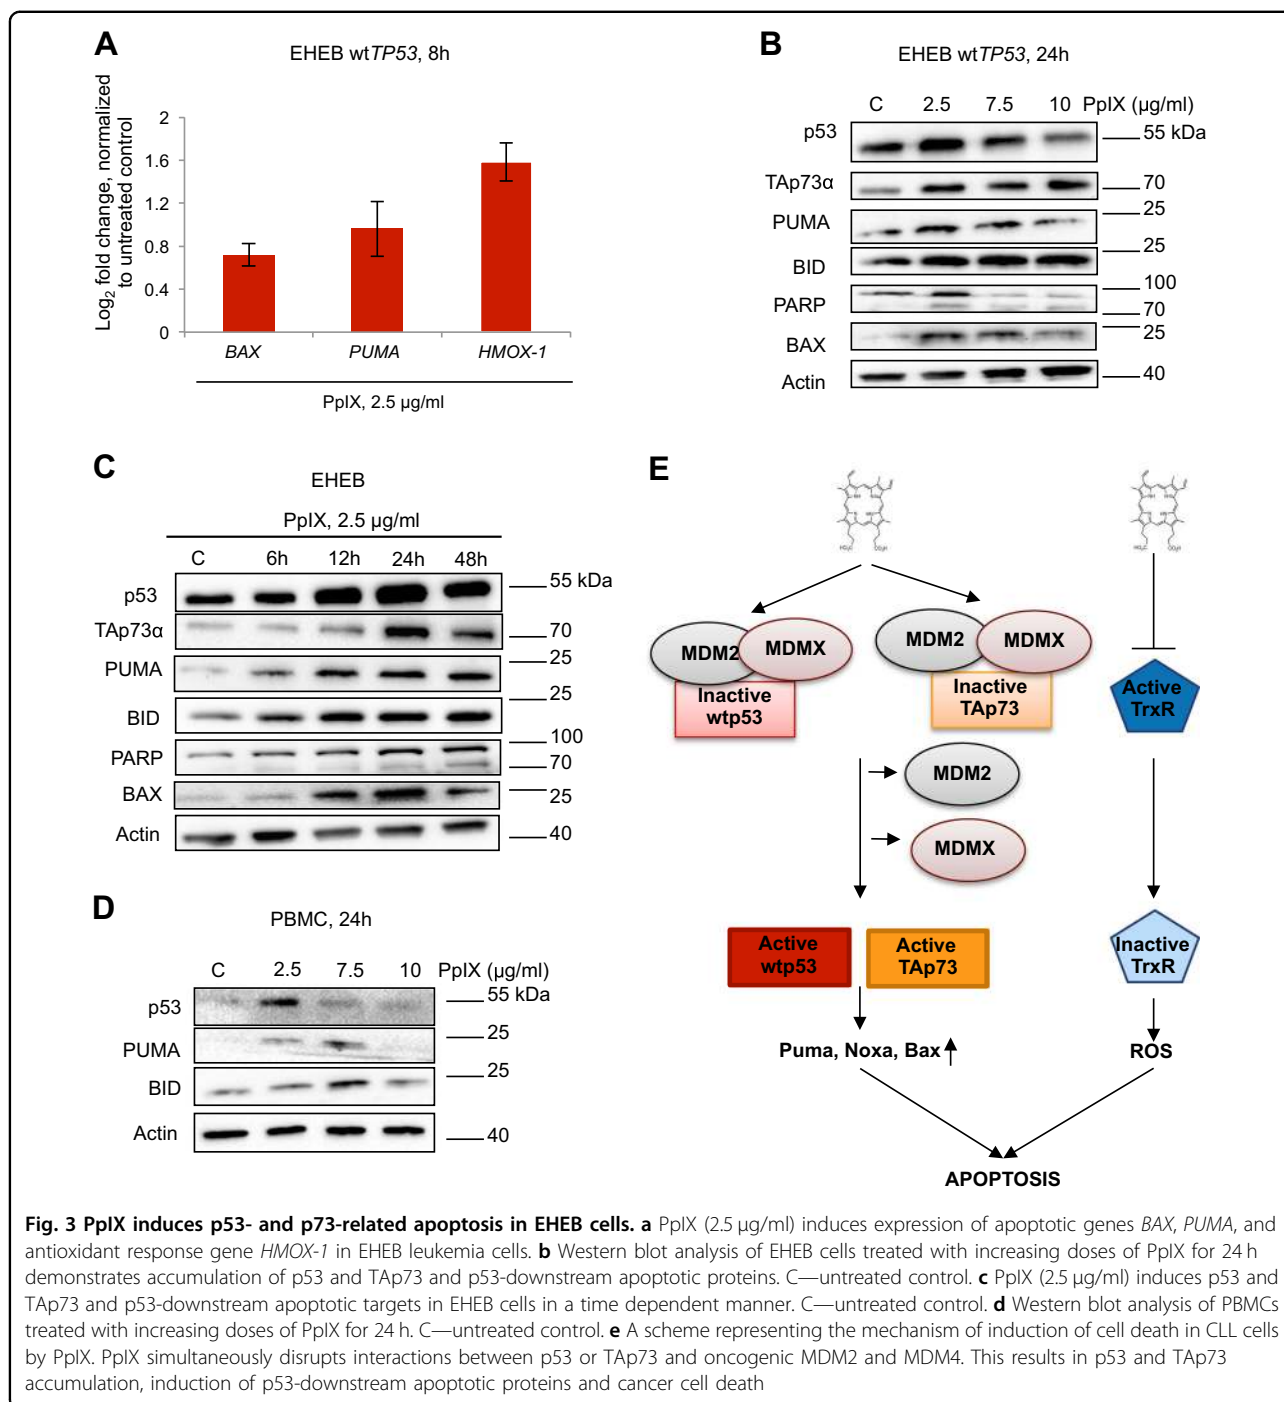 A
EHEB wtTP53, 8h
Log2 fold change, normalized
to untreated control
2
1.6
1.2
0.8
0.4
0
BAX PUMA HMOX-1
PpIX, 2.5 µg/ml
B
EHEB wtTP53, 24h
C 2.5 7.5 10 PpIX (µg/ml)
p53 55 kDa
TAp73α 70
PUMA 25
BID 25
PARP 100
70
BAX 25
Actin 40
C
EHEB
PpIX, 2.5 µg/ml
C 6h 12h 24h 48h
p53 55 kDa
TAp73α 70
PUMA 25
BID 25
PARP 100
70
BAX 25
Actin 40
D
PBMC, 24h
C 2.5 7.5 10 PpIX (µg/ml)
p53 55 kDa
PUMA 25
BID 25
Actin 40
E
HO2C CO2H
HO2C CO2H
MDM2 MDMX
Inactive
wtp53
MDM2 MDMX
Inactive
TAp73
Active
TrxR
MDM2
MDMX
Active
wtp53
Active
TAp73
Inactive
TrxR
Puma, Noxa, Bax
ROS
APOPTOSIS
Fig. 3 PpIX induces p53- and p73-related apoptosis in EHEB cells. a PpIX (2.5 µg/ml) induces expression of apoptotic genes BAX, PUMA, and
antioxidant response gene HMOX-1 in EHEB leukemia cells. b Western blot analysis of EHEB cells treated with increasing doses of PpIX for 24 h
demonstrates accumulation of p53 and TAp73 and p53-downstream apoptotic proteins. C—untreated control. c PpIX (2.5 µg/ml) induces p53 and
TAp73 and p53-downstream apoptotic targets in EHEB cells in a time dependent manner. C—untreated control. d Western blot analysis of PBMCs
treated with increasing doses of PpIX for 24 h. C—untreated control. e A scheme representing the mechanism of induction of cell death in CLL cells
by PpIX. PpIX simultaneously disrupts interactions between p53 or TAp73 and oncogenic MDM2 and MDM4. This results in p53 and TAp73
accumulation, induction of p53-downstream apoptotic proteins and cancer cell death